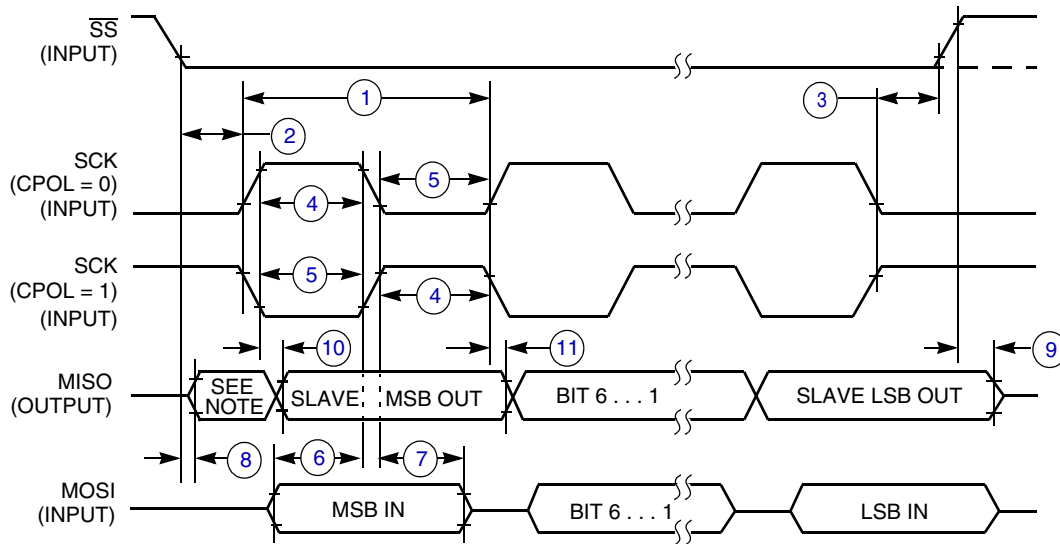 SS
(INPUT)
1
3
2
SCK
(CPOL = 0)
(INPUT)
5
4
SCK
(CPOL = 1)
(INPUT)
5
4
10
11
9
MISO
(OUTPUT)
SEE
NOTE
SLAVE
MSB OUT
BIT 6 . . . 1
SLAVE LSB OUT
8
6
7
MOSI
(INPUT)
MSB IN
BIT 6 . . . 1
LSB IN